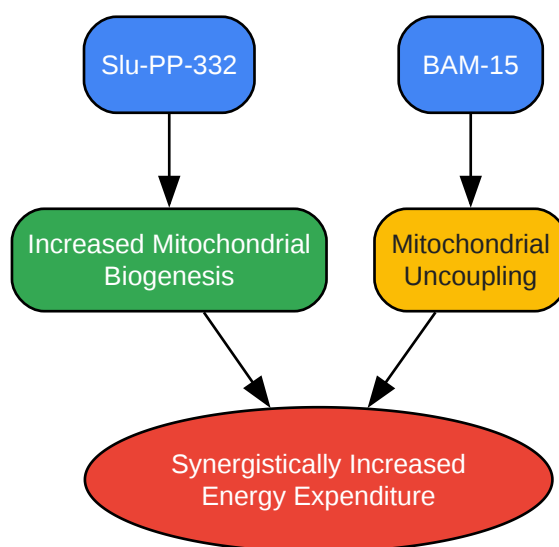 Slu-PP-332
BAM-15
Increased Mitochondrial
Biogenesis
Mitochondrial
Uncoupling
Synergistically Increased
Energy Expenditure